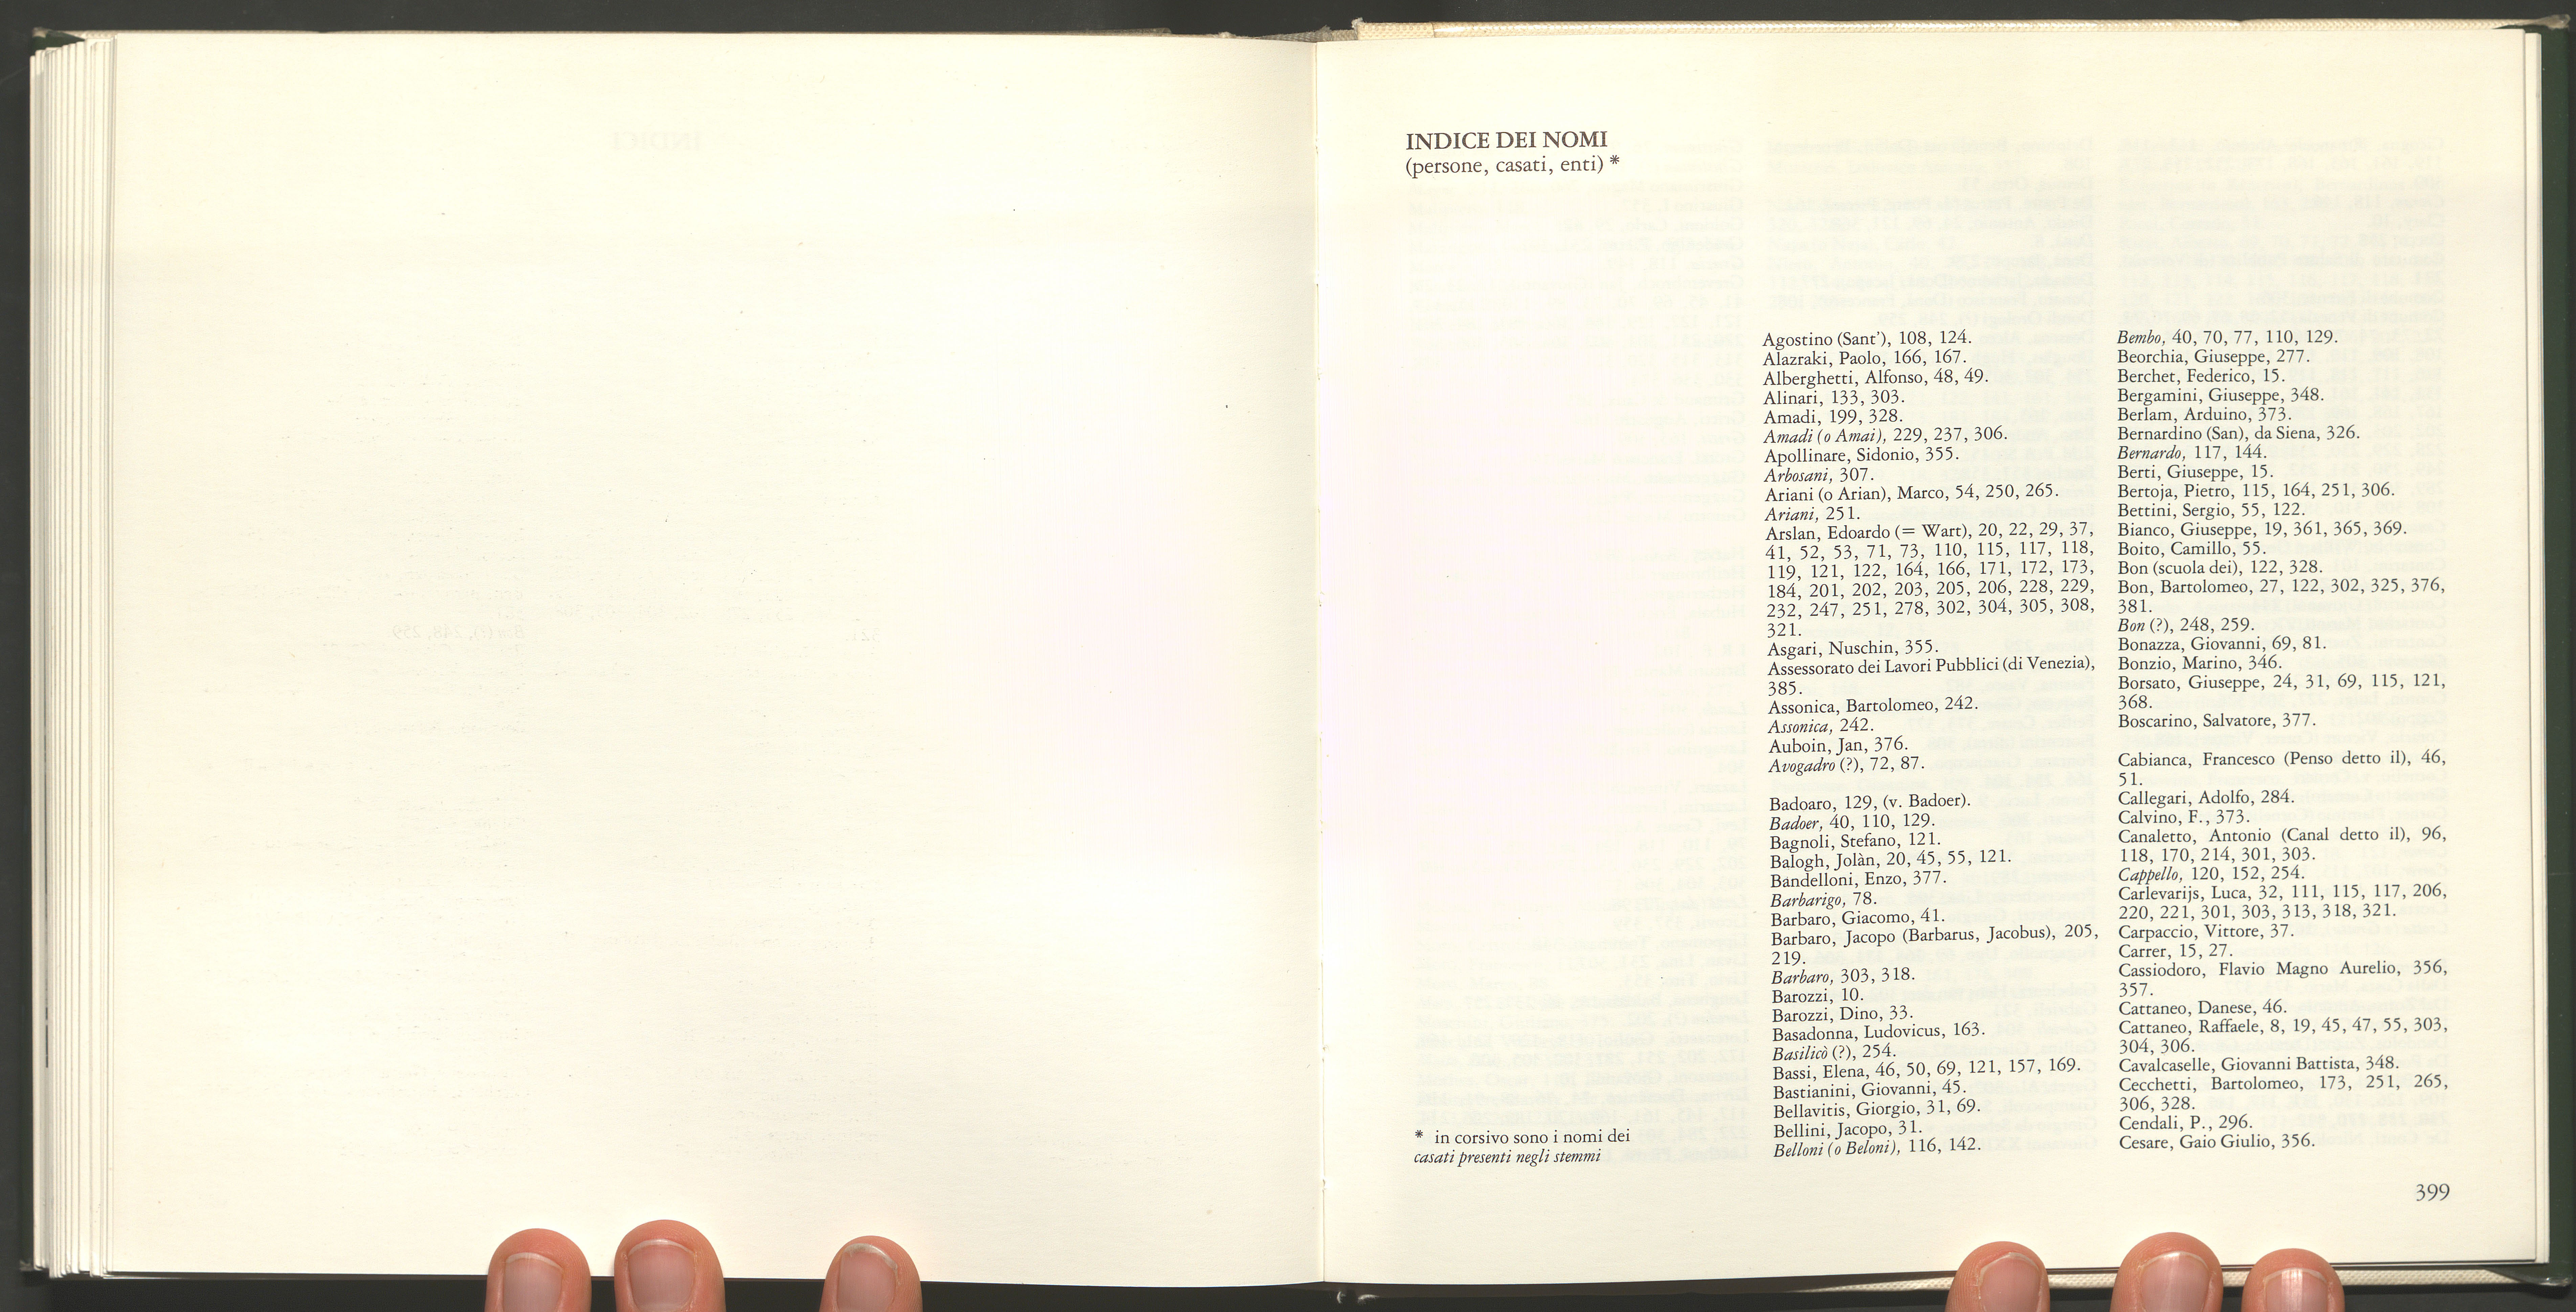 INDICE DEI NOMI
(persone, casati, enti) *
Agostino (Sant'), 108, 124.
Alazraki, Paolo, 166, 167.
Alberghetti, Alfonso, 48, 49.
Alinari, 133, 303.
Amadi, 199, 328.
Amadi (o Amai), 229, 237, 306.
Apollinare, Sidonio, 355.
Arbosani, 307.
Ariani (o Arian), Marco, 54, 250, 265.
Ariani, 251.
Arslan, Edoardo (= Wart), 20, 22, 29, 37,
41, 52, 53, 71, 73, 110, 115, 117, 118,
119, 121, 122, 164, 166, 171, 172, 173,
184, 201, 202, 203, 205, 206, 228, 229,
232, 247, 251, 278, 302, 304, 305, 308,
321.
Asgari, Nuschin, 355.
Assessorato dei Lavori Pubblici (di Venezia),
385.
Assonica, Bartolomeo, 242.
Assonica, 242.
Auboin, Jan, 376.
Avogadro (?), 72, 87.
Badoaro, 129, (v. Badoer).
Badoer, 40, 110, 129.
Bagnoli, Stefano, 121.
Balogh, Jolàn, 20, 45, 55, 121.
Bandelloni, Enzo, 377.
Barbarigo, 78.
Barbaro, Giacomo, 41.
Barbaro, Jacopo (Barbarus, Jacobus), 205,
219.
Barbaro, 303, 318.
Barozzi, 10.
Barozzi, Dino, 33.
Basadonna, Ludovicus, 163.
Basilicò (?), 254.
Bassi, Elena, 46, 50, 69, 121, 157, 169.
Bastianini, Giovanni, 45.
Bellavitis, Giorgio, 31, 69.
Bellini, Jacopo, 31.
Belloni (o Beloni), 116, 142.
Bembo, 40, 70, 77, 110, 129.
Beorchia, Giuseppe, 277.
Berchet, Federico, 15.
Bergamini, Giuseppe, 348.
Berlam, Arduino, 373.
Bernardino (San), da Siena, 326.
Bernardo, 117, 144.
Berti, Giuseppe, 15.
Bertoja, Pietro, 115, 164, 251, 306.
Bettini, Sergio, 55, 122.
Bianco, Giuseppe, 19, 361, 365, 369.
Boito, Camillo, 55.
Bon (scuola dei), 122, 328.
Bon, Bartolomeo, 27, 122, 302, 325, 376,
381.
Bon (?), 248, 259.
Bonazza, Giovanni, 69, 81.
Bonzio, Marino, 346.
Borsato, Giuseppe, 24, 31, 69, 115, 121,
368.
Boscarino, Salvatore, 377.
Cabianca, Francesco (Penso detto il), 46,
51.
Callegari, Adolfo, 284.
Calvino, F., 373.
Canaletto, Antonio (Canal detto il), 96,
118, 170, 214, 301, 303.
Cappello, 120, 152, 254.
Carlevarijs, Luca, 32, 111, 115, 117, 206,
220, 221, 301, 303, 313, 318, 321.
Carpaccio, Vittore, 37.
Carrer, 15, 27.
Cassiodoro, Flavio Magno Aurelio, 356,
357.
Cattaneo, Danese, 46.
Cattaneo, Raffaele, 8, 19, 45, 47, 55, 303,
304, 306.
Cavalcaselle, Giovanni Battista, 348.
Cecchetti, Bartolomeo, 173, 251, 265,
306, 328.
Cendali, P., 296.
Cesare, Gaio Giulio, 356.
* in corsivo sono i nomi dei
casati presenti negli stemmi
399